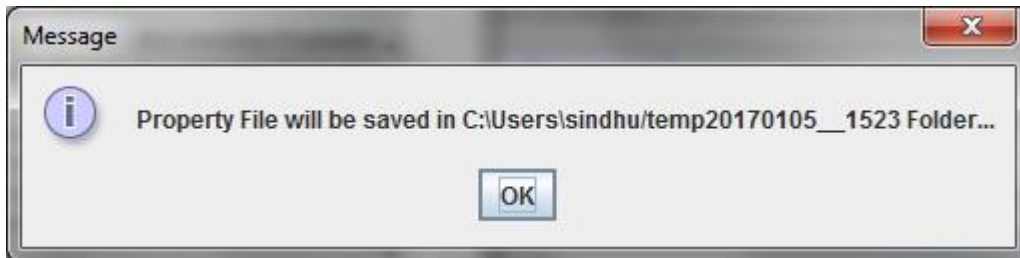 Message
Property File will be saved in C:\Users\sindhu/temp20170105__1523 Folder...
OK